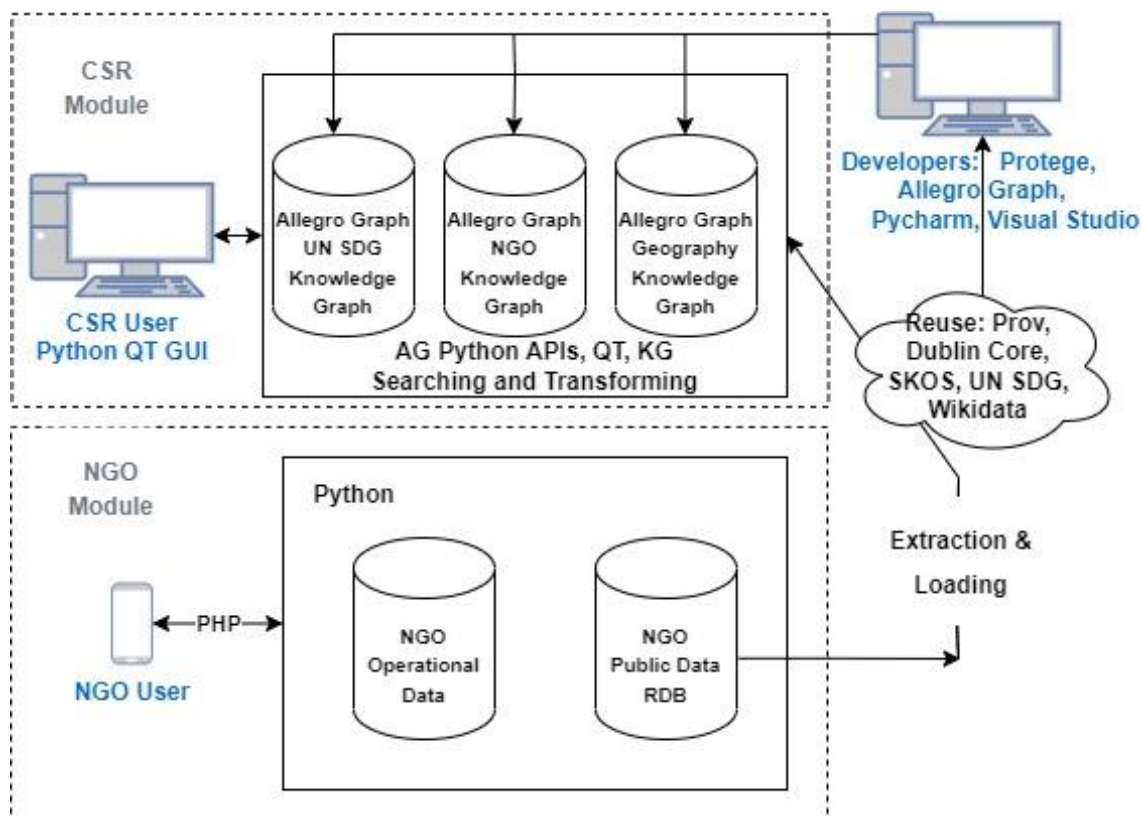 CSR
Module
CSR User
Python QT GUI
Allegro Graph
UN SDG
Knowledge
Graph
Allegro Graph
NGO
Knowledge
Graph
Allegro Graph
Geography
Knowledge
Graph
AG Python APIs, QT, KG
Searching and Transforming
Developers: Protege,
Allegro Graph,
Pycharm, Visual Studio
Reuse: Prov,
Dublin Core,
SKOS, UN SDG,
Wikidata
Extraction &
Loading
NGO
Module
NGO User
PHP
Python
NGO
Operational
Data
NGO
Public Data
RDB